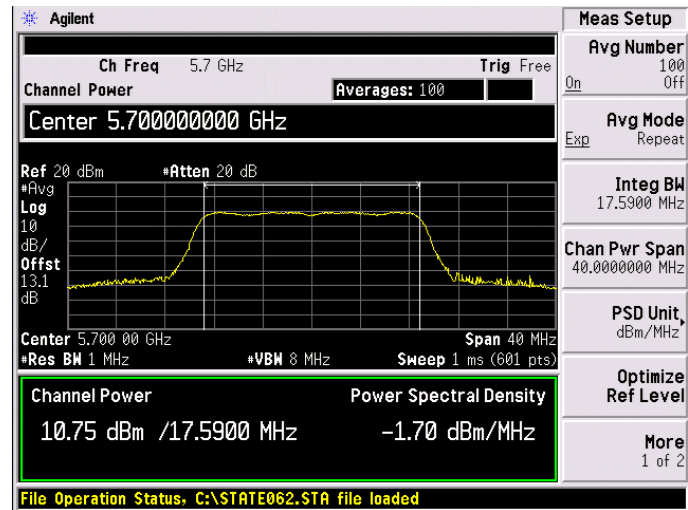 Agilent
Meas Setup
Ch Freq 5.7 GHz Trig Free
Channel Power Averages: 100
Center 5.700000000 GHz
Ref 20 dBm #Atten 20 dB
#Avg
Log
10
dB/
Offst
13.1
dB
Center 5.700 00 GHz Span 40 MHz
#Res BW 1 MHz #VBW 8 MHz Sweep 1 ms (601 pts)
Channel Power Power Spectral Density
10.75 dBm /17.5900 MHz -1.70 dBm/MHz
File Operation Status, C:\STATE062.STA file loaded
Avg Number
100
On Off
Avg Mode
Exp Repeat
Integ BW
17.5900 MHz
Chan Pwr Span
40.0000000 MHz
PSD Unit
dBm/MHz
Optimize
Ref Level
More
1 of 2